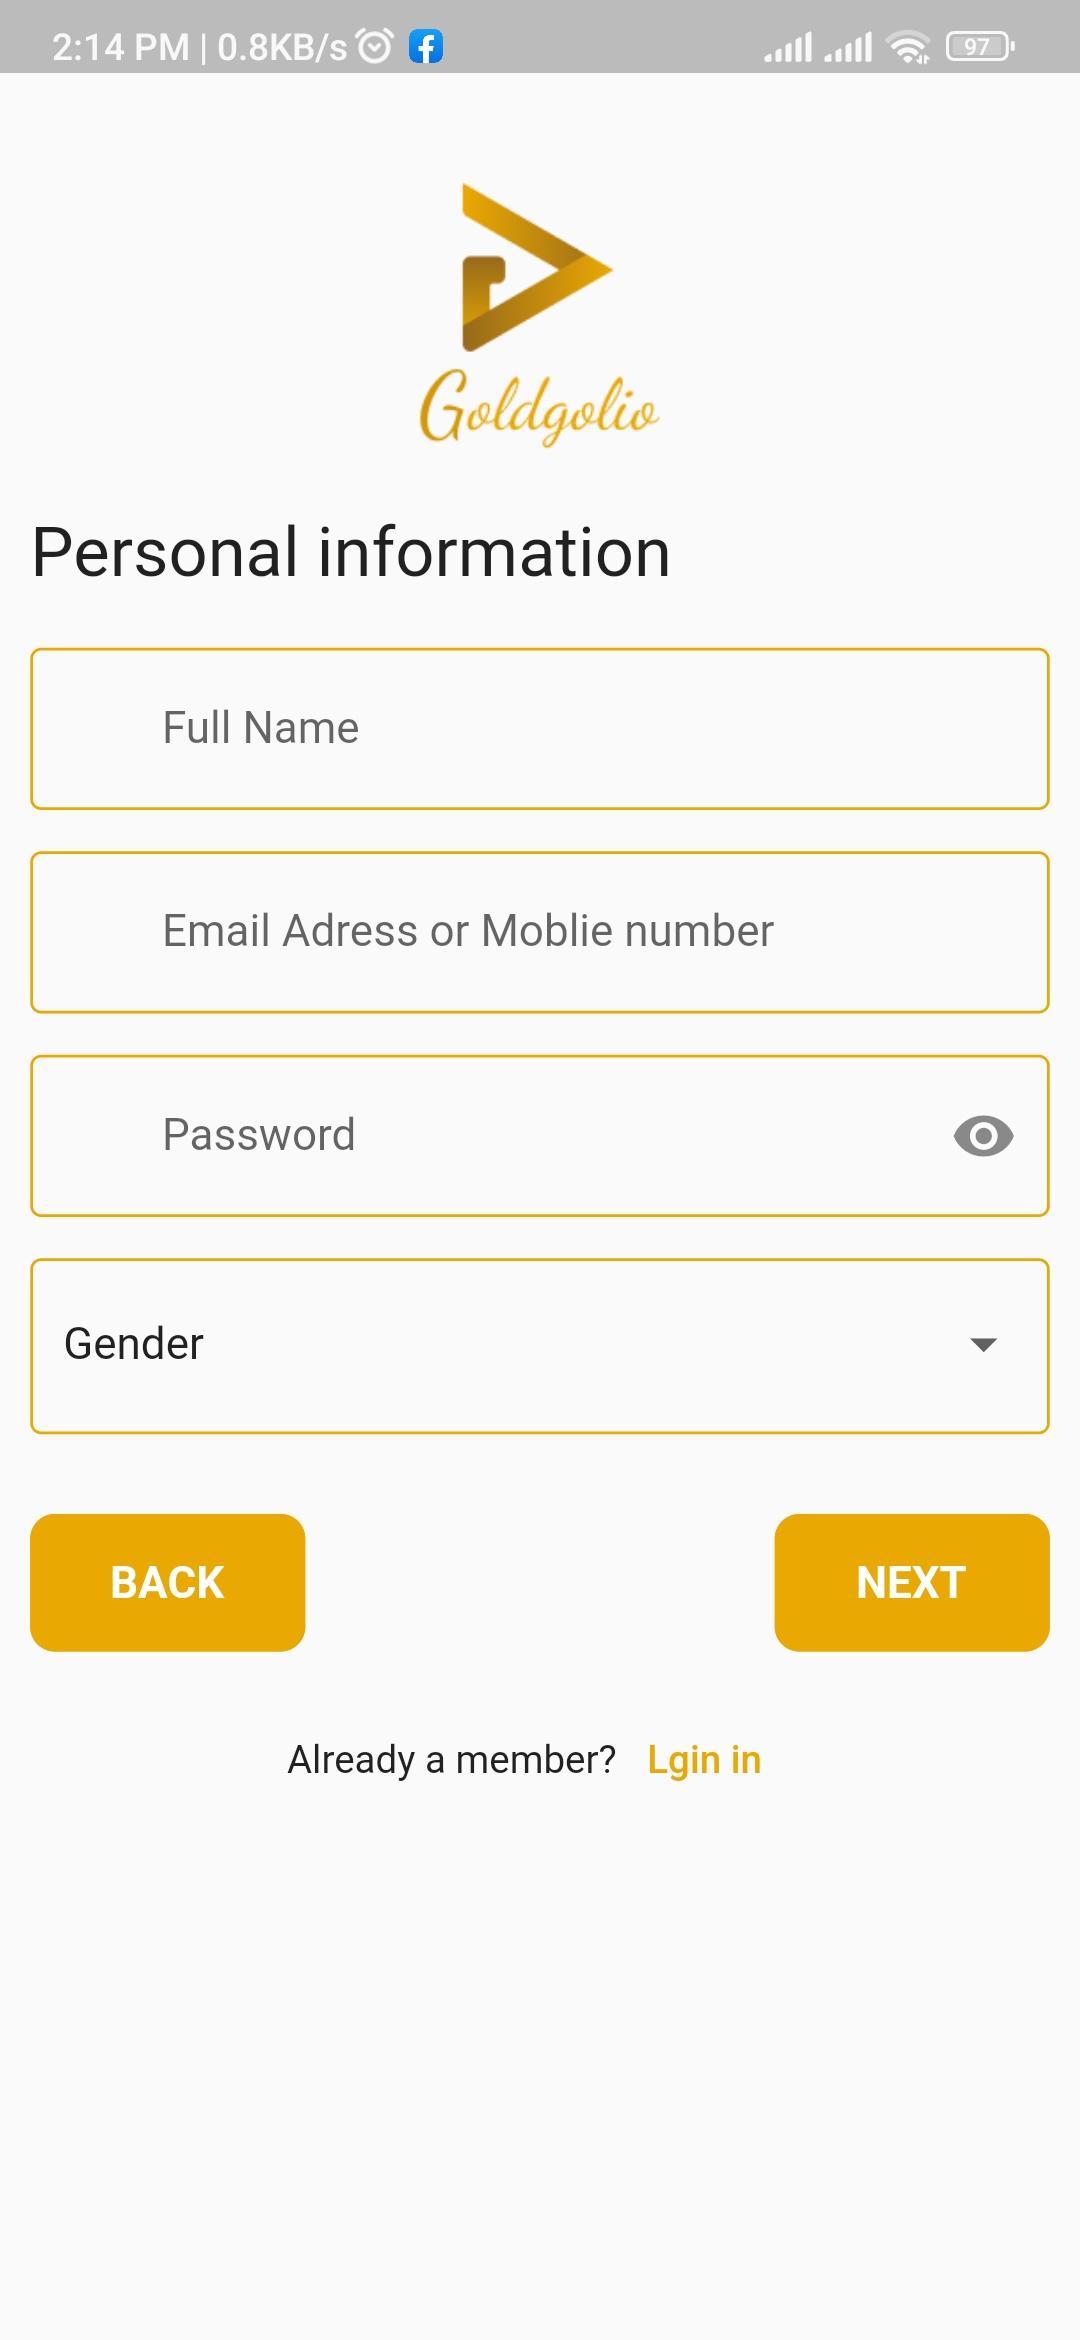 2:14 PM | 0.8KB/s
97
Goldgolio
Personal information
Full Name
Email Adress or Moblie number
Password
Gender
BACK NEXT
Already a member? Lgin in